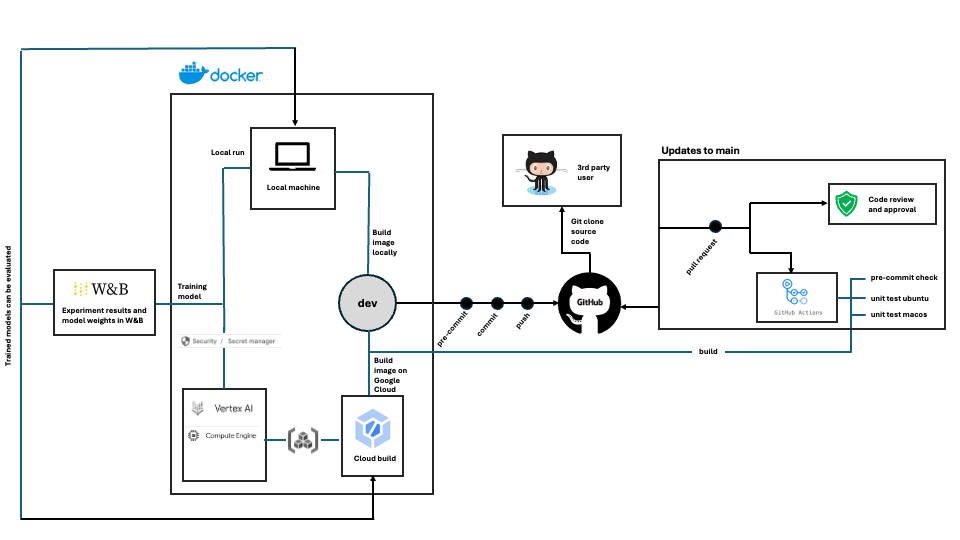 docker
Updates to main
Local run
Local machine
3rd party
user
Code review
and approval
Git clone
source
code
Build
image
locally
pull request
Trained models can be evaluated
W&B
Experiment results and
model weights in W&B
Training
model
dev
pre-commit
commit
push
GitHub
GitHub Actions
pre-commit check
unit test ubuntu
unit test macos
Security / Secret manager
build
Build
image on
Google
Cloud
Vertex AI
Compute Engine
Cloud build